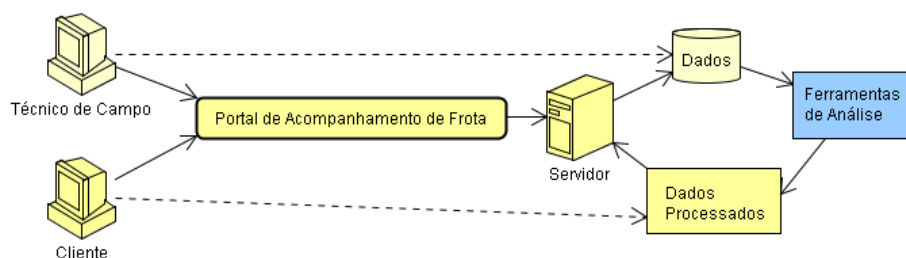 Técnico de Campo
Portal de Acompanhamento de Frota
Cliente
Servidor
Dados
Ferramentas
de Análise
Dados
Processados